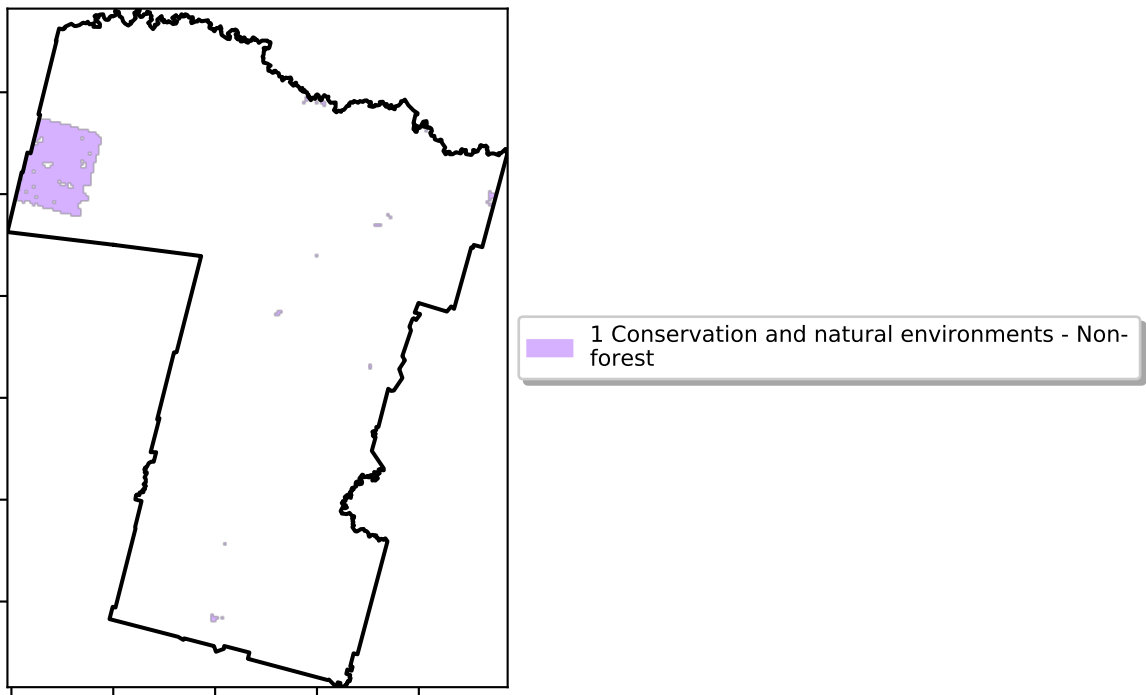 1 Conservation and natural environments - Non-
forest